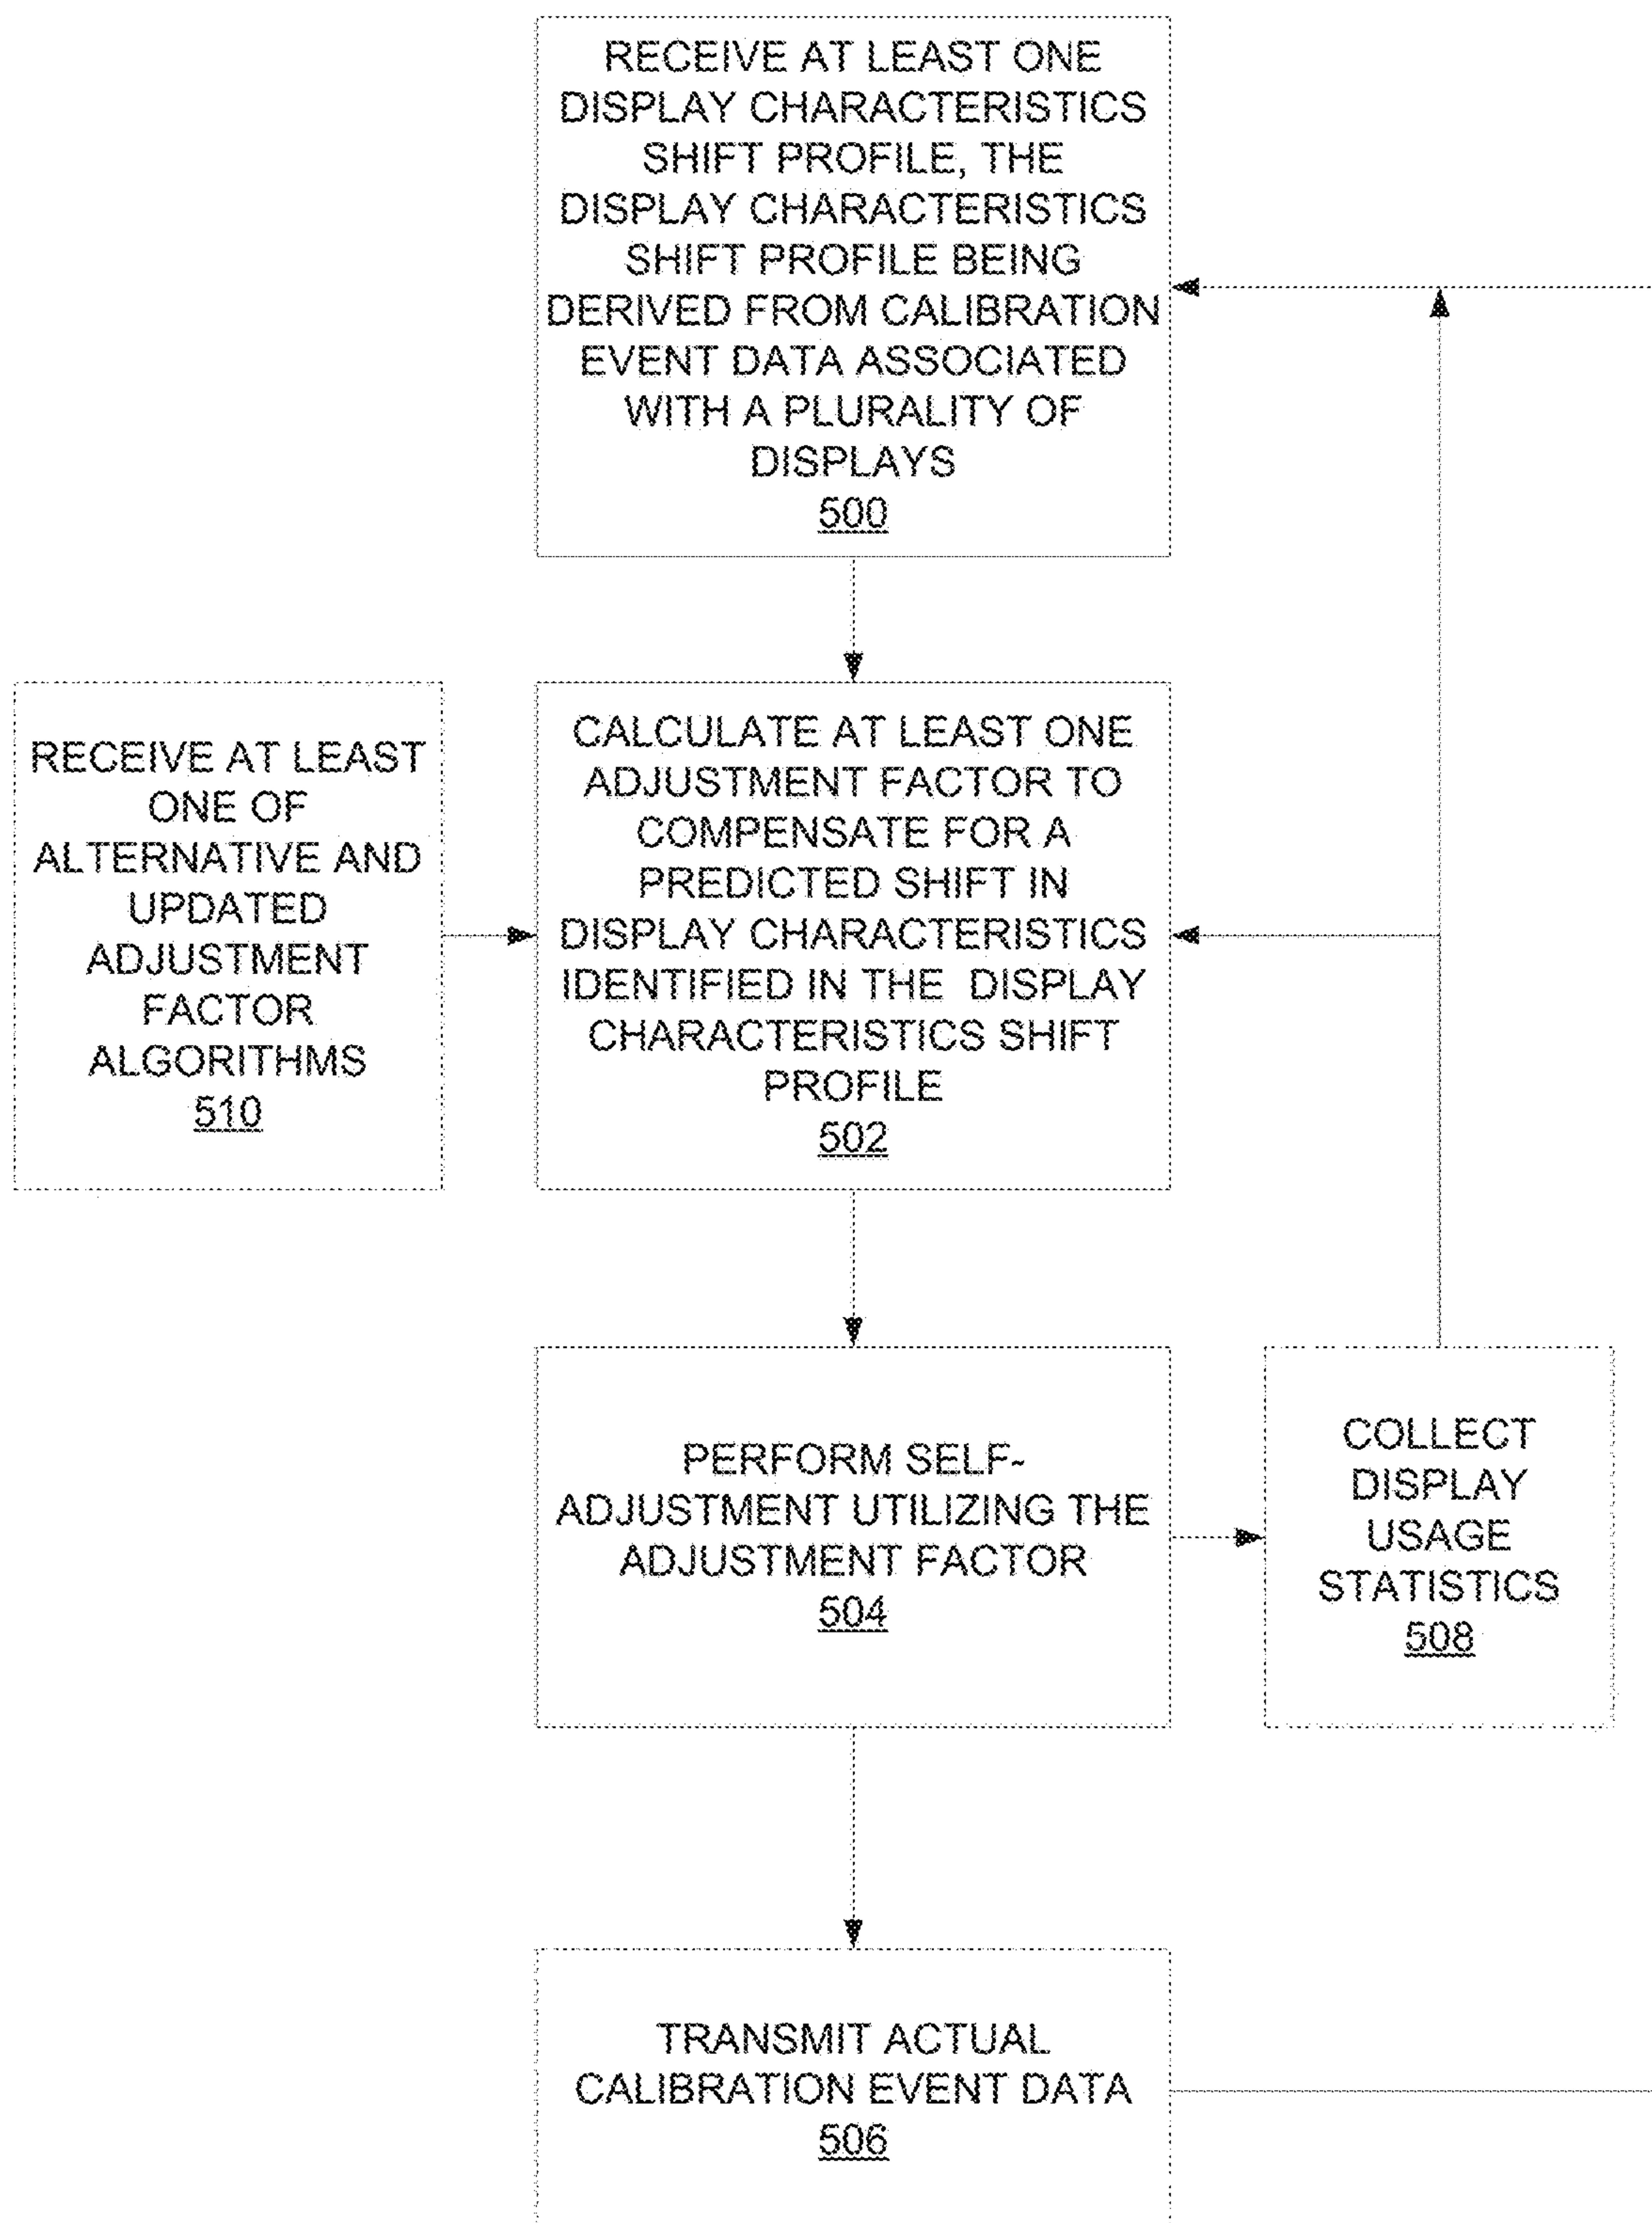 RECEIVE AT LEAST ONE
DISPLAY CHARACTERISTICS
SHIFT PROFILE, THE
DISPLAY CHARACTERISTICS
SHIFT PROFILE BEING
DERIVED FROM CALIBRATION
EVENT DATA ASSOCIATED
WITH A PLURALITY OF
DISPLAYS
500
RECEIVE AT LEAST
ONE OF
ALTERNATIVE AND
UPDATED
ADJUSTMENT
FACTOR
ALGORITHMS
510
CALCULATE AT LEAST ONE
ADJUSTMENT FACTOR TO
COMPENSATE FOR A
PREDICTED SHIFT IN
DISPLAY CHARACTERISTICS
IDENTIFIED IN THE DISPLAY
CHARACTERISTICS SHIFT
PROFILE
502
PERFORM SELF-
ADJUSTMENT UTILIZING THE
ADJUSTMENT FACTOR
504
COLLECT
DISPLAY
USAGE
STATISTICS
508
TRANSMIT ACTUAL
CALIBRATION EVENT DATA
506